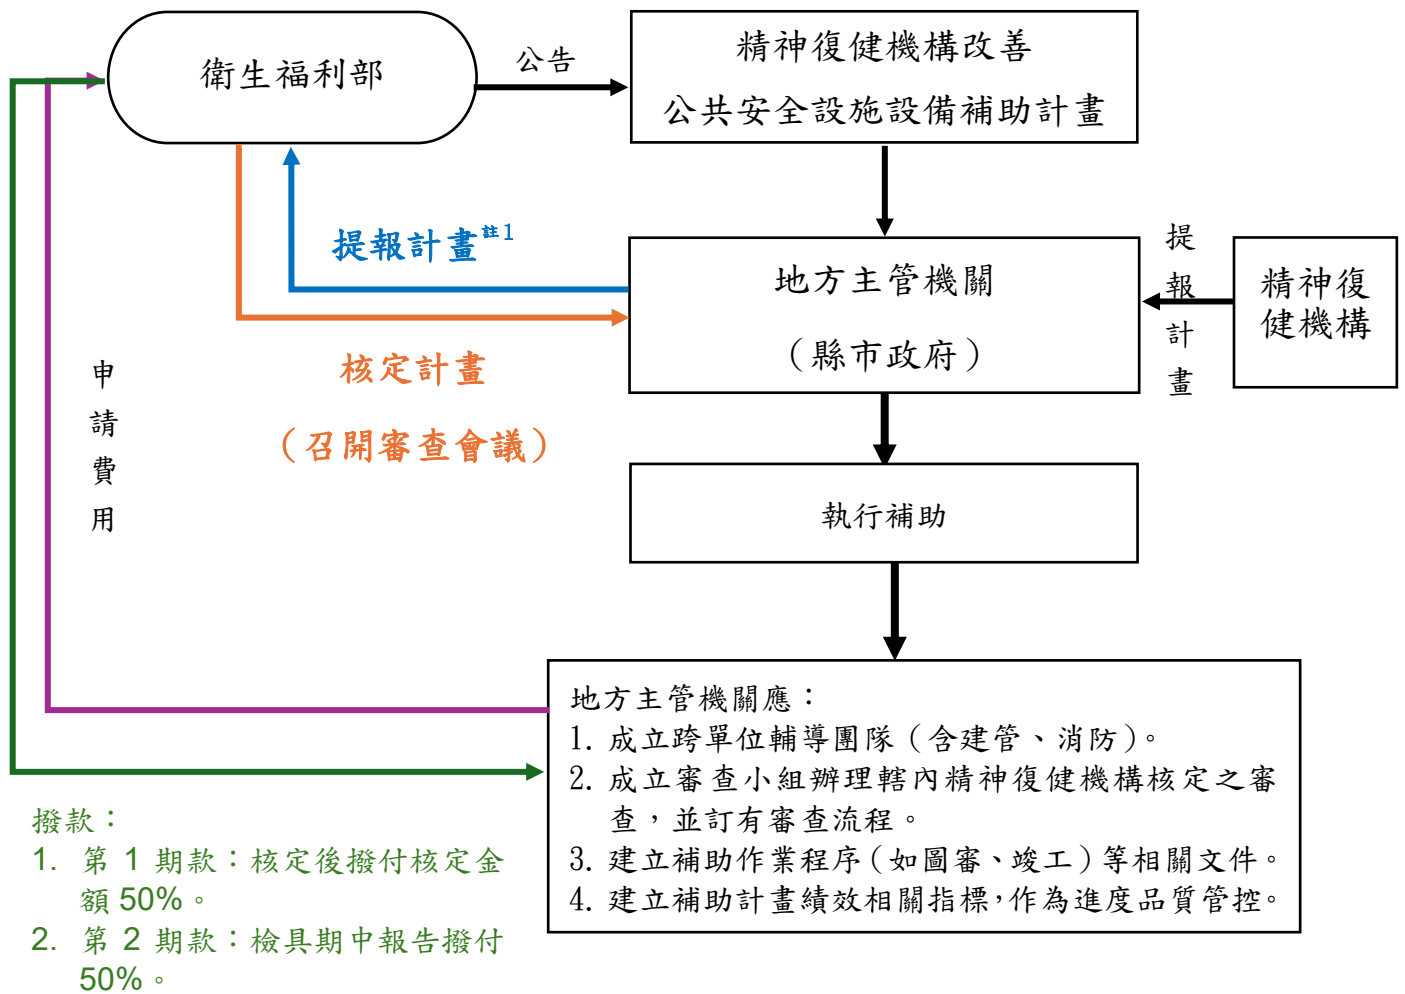 衛生福利部
公告
精神復健機構改善
公共安全設施設備補助計畫
提報計畫註1
地方主管機關
（縣市政府）
提
報
計
畫
精神復
健機構
核定計畫
（召開審查會議）
申
請
費
用
執行補助
地方主管機關應：
1. 成立跨單位輔導團隊（含建管、消防）。
2. 成立審查小組辦理轄內精神復健機構核定之審
查，並訂有審查流程。
3. 建立補助作業程序（如圖審、竣工）等相關文件。
4. 建立補助計畫績效相關指標，作為進度品質管控。
撥款：
1. 第 1 期款：核定後撥付核定金
額 50%。
2. 第 2 期款：檢具期中報告撥付
50%。